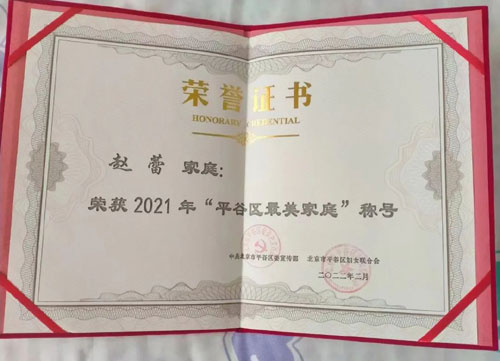 荣誉证书
HONORARY CREDENTIAL
赵 蕾 家庭:
荣获 2021 年“平谷区最美家庭”称号
中共北京市平谷区委宣传部 北京市平谷区妇女联合会
二〇二二年二月